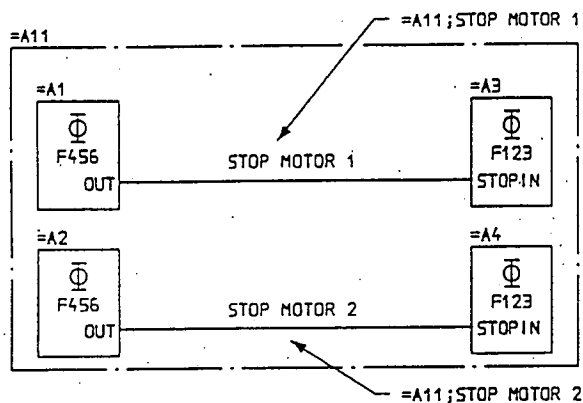 =A11;STOP MOTOR 1
=A11
=A1
=A3
Φ
F456
OUT
STOP MOTOR 1
Φ
F123
STOPIN
=A2
=A4
Φ
F456
OUT
STOP MOTOR 2
Φ
F123
STOPIN
=A11;STOP MOTOR 2